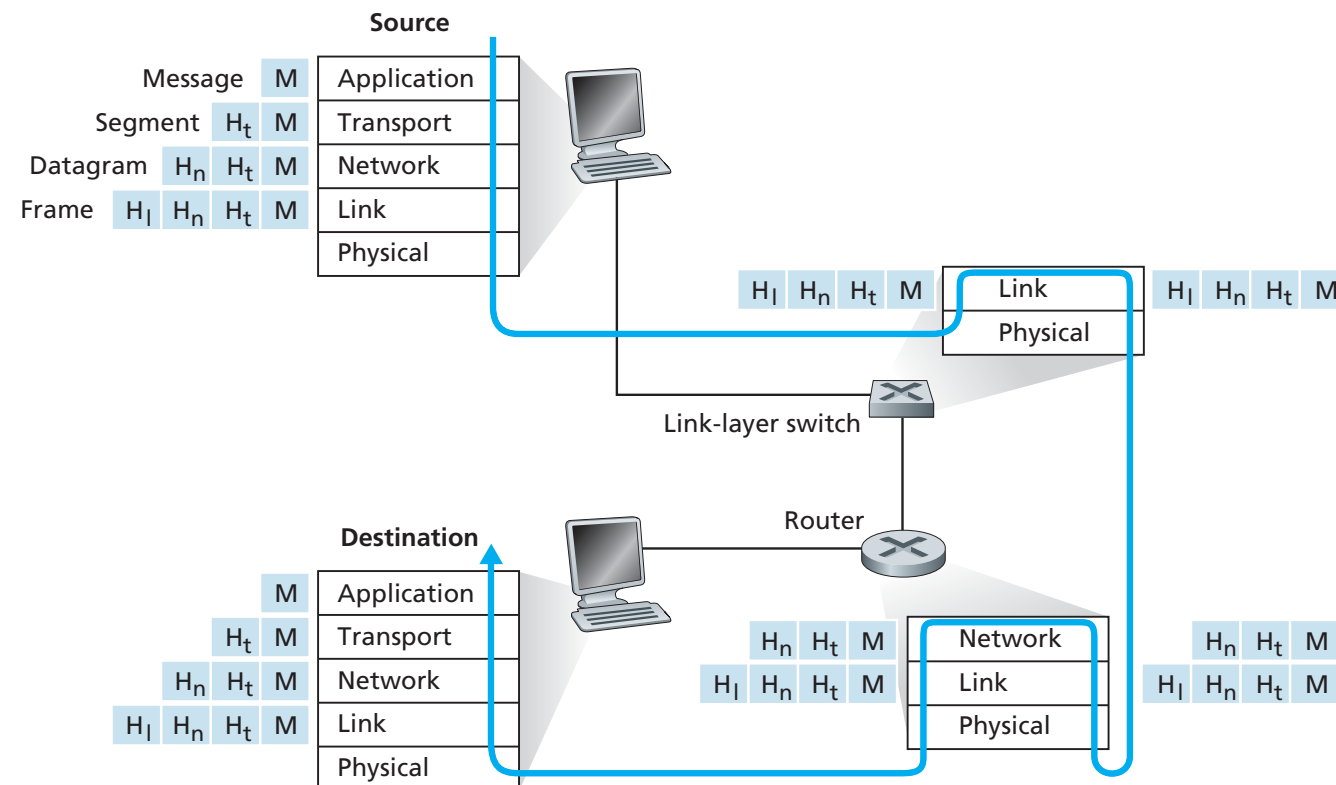 Source
Message M Application
Segment Ht M Transport
Datagram Hn Ht M Network
Frame Hl Hn Ht M Link
Physical
Hl Hn Ht M Link Hl Hn Ht M
Physical
Link-layer switch
Router
Destination
M Application
Ht M Transport
Hn Ht M Network
Hl Hn Ht M Link
Physical
Hn Ht M Network Hn Ht M
Hl Hn Ht M Link Hl Hn Ht M
Physical